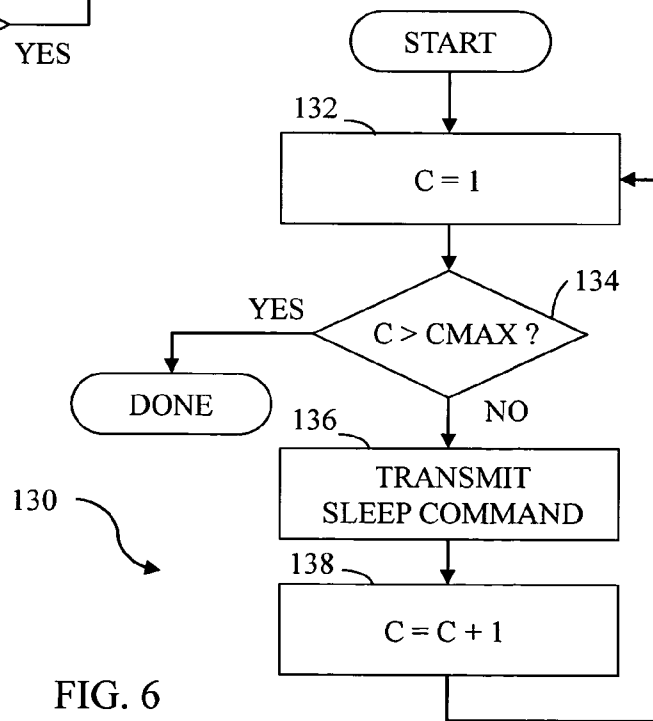 YES
START
132
C = 1
134
YES
C > CMAX ?
DONE
NO
136
TRANSMIT
SLEEP COMMAND
130
138
C = C + 1
FIG. 6